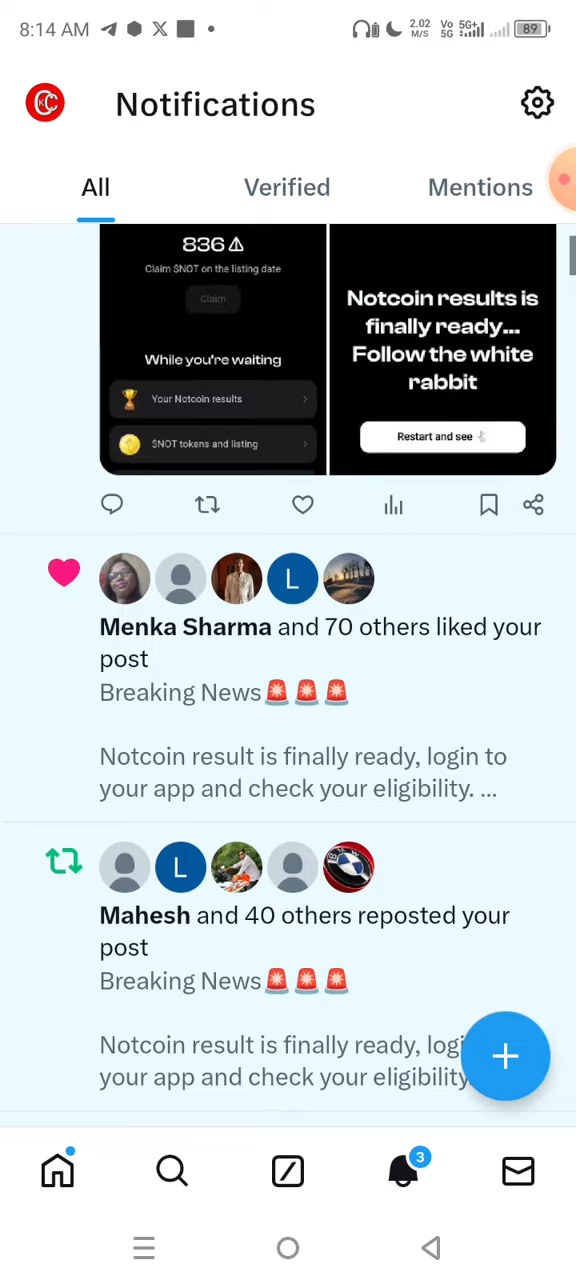 8:14 AM
2.02 M/S Vo 5G 5G+ 89
Notifications
All Verified Mentions
836
Claim $NOT on the listing date
Claim
While you're waiting
Your Notcoin results
$NOT tokens and listing
Notcoin results is
finally ready...
Follow the white
rabbit
Restart and see
L
Menka Sharma and 70 others liked your
post
Breaking News🚨🚨🚨
Notcoin result is finally ready, login to
your app and check your eligibility. ...
L
Mahesh and 40 others reposted your
post
Breaking News🚨🚨🚨
Notcoin result is finally ready, logi
your app and check your eligibility
3